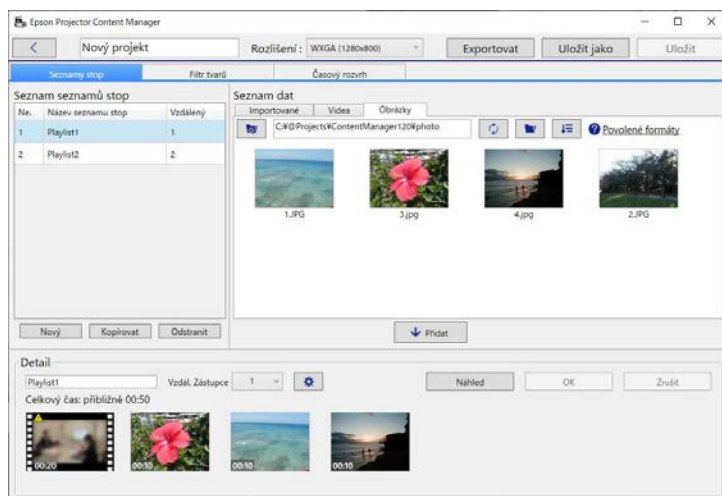 Epson Projector Content Manager
Nový projekt Rozlišení : WXGA (1280x800) Exportovat Uložit jako Uložit
Seznamy stop Filtr tvarů Časový rozvrh
Seznam seznamů stop
Ne. Název seznamu stop Vzdálený
1 Playlist1 1
2 Playlist2 2
Nový Kopírovat Odstranit
Seznam dat
Importované Videa Obrázky
C:¥@Projects¥ContentManager120¥photo Povolené formáty
1.JPG 3.jpg 4.jpg 2.JPG
Přidat
Detail
Playlist1 Vzdál. Zástupce 1 Náhled OK Zrušit
Celkový čas: přibližně 00:50
00:20 00:10 00:10 00:10